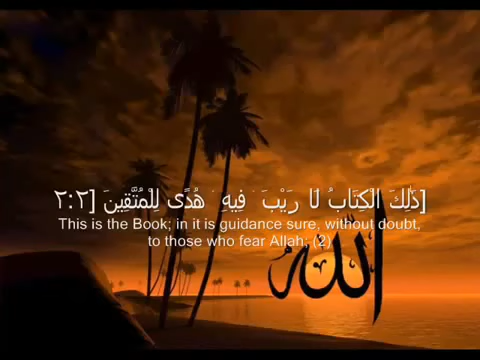 [ذَٰلِكَ الْكِتَابُ لَا رَيْبَ ۛ فِيهِ ۛ هُدًى لِلْمُتَّقِينَ [٢:٢
This is the Book; in it is guidance sure, without doubt,
to those who fear Allah; (2)
الله